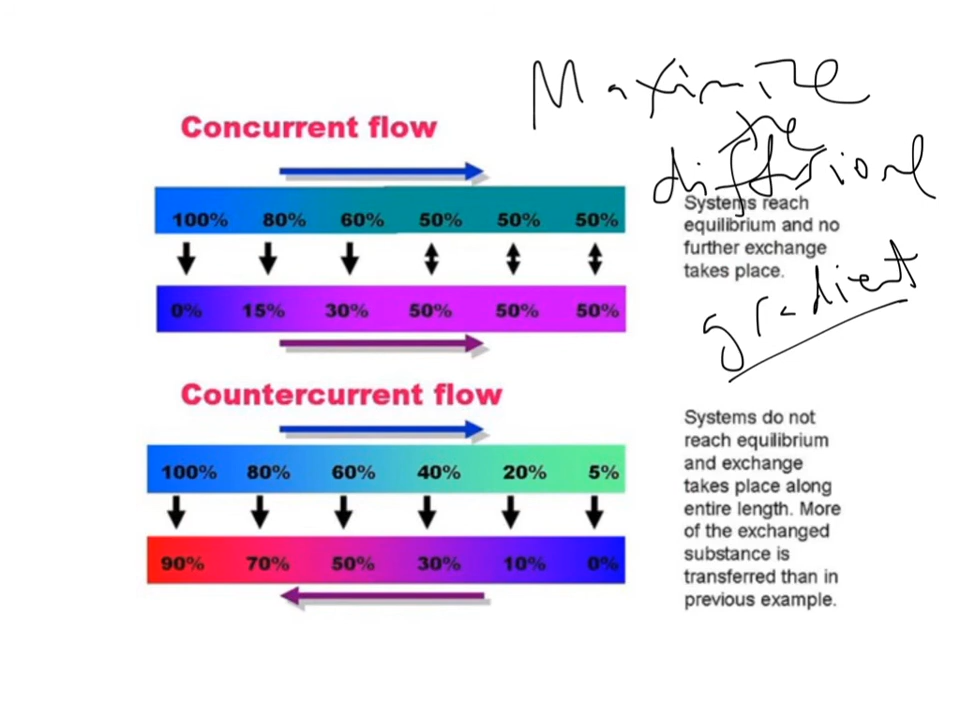 Maximize
the
diffusional
gradient
Concurrent flow
100% 80% 60% 50% 50% 50%
0% 15% 30% 50% 50% 50%
Systems reach
equilibrium and no
further exchange
takes place.
Countercurrent flow
100% 80% 60% 40% 20% 5%
90% 70% 50% 30% 10% 0%
Systems do not
reach equilibrium
and exchange
takes place along
entire length. More
of the exchanged
substance is
transferred than in
previous example.